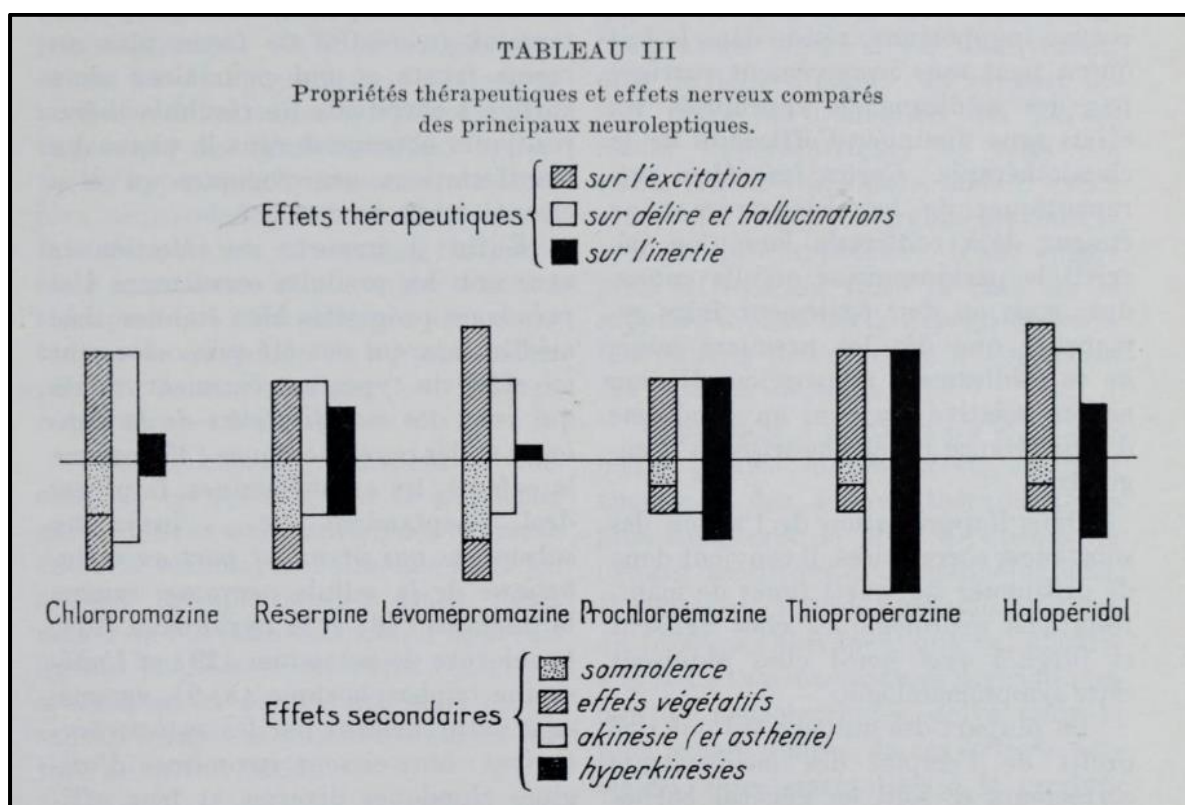 TABLEAU III
Propriétés thérapeutiques et effets nerveux comparés
des principaux neuroleptiques.
Effets thérapeutiques
sur l'excitation
sur délire et hallucinations
sur l'inertie
Chlorpromazine Réserpine Lévomépromazine Prochlorpémazine Thiopropérazine Halopéridol
Effets secondaires
somnolence
effets végétatifs
akinésie (et asthénie)
hyperkinésies